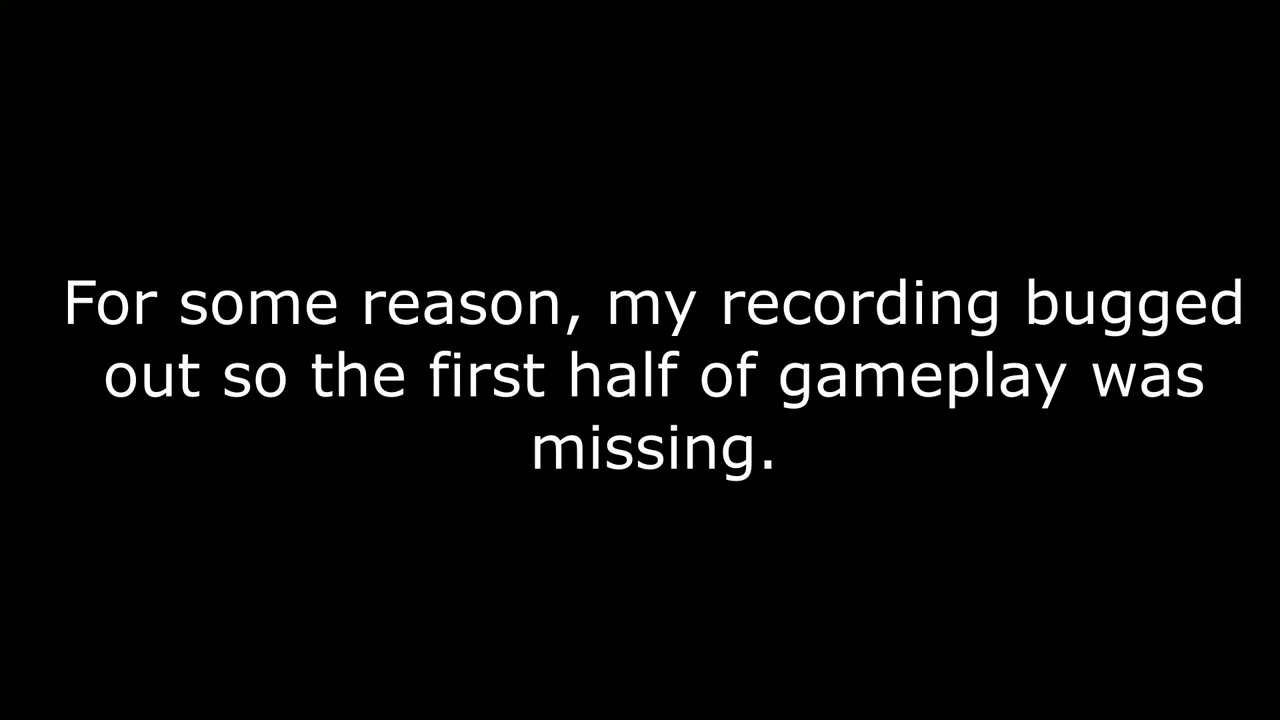 For some reason, my recording bugged
out so the first half of gameplay was
missing.